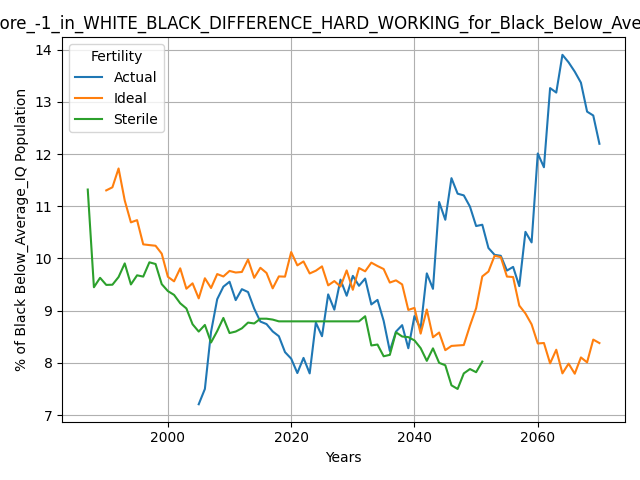 ore_-1_in_WHITE_BLACK_DIFFERENCE_HARD_WORKING_for_Black_Below_Ave
Fertility
Actual
Ideal
Sterile
% of Black Below_Average_IQ Population
14
13
12
11
10
9
8
7
2000 2020 2040 2060
Years